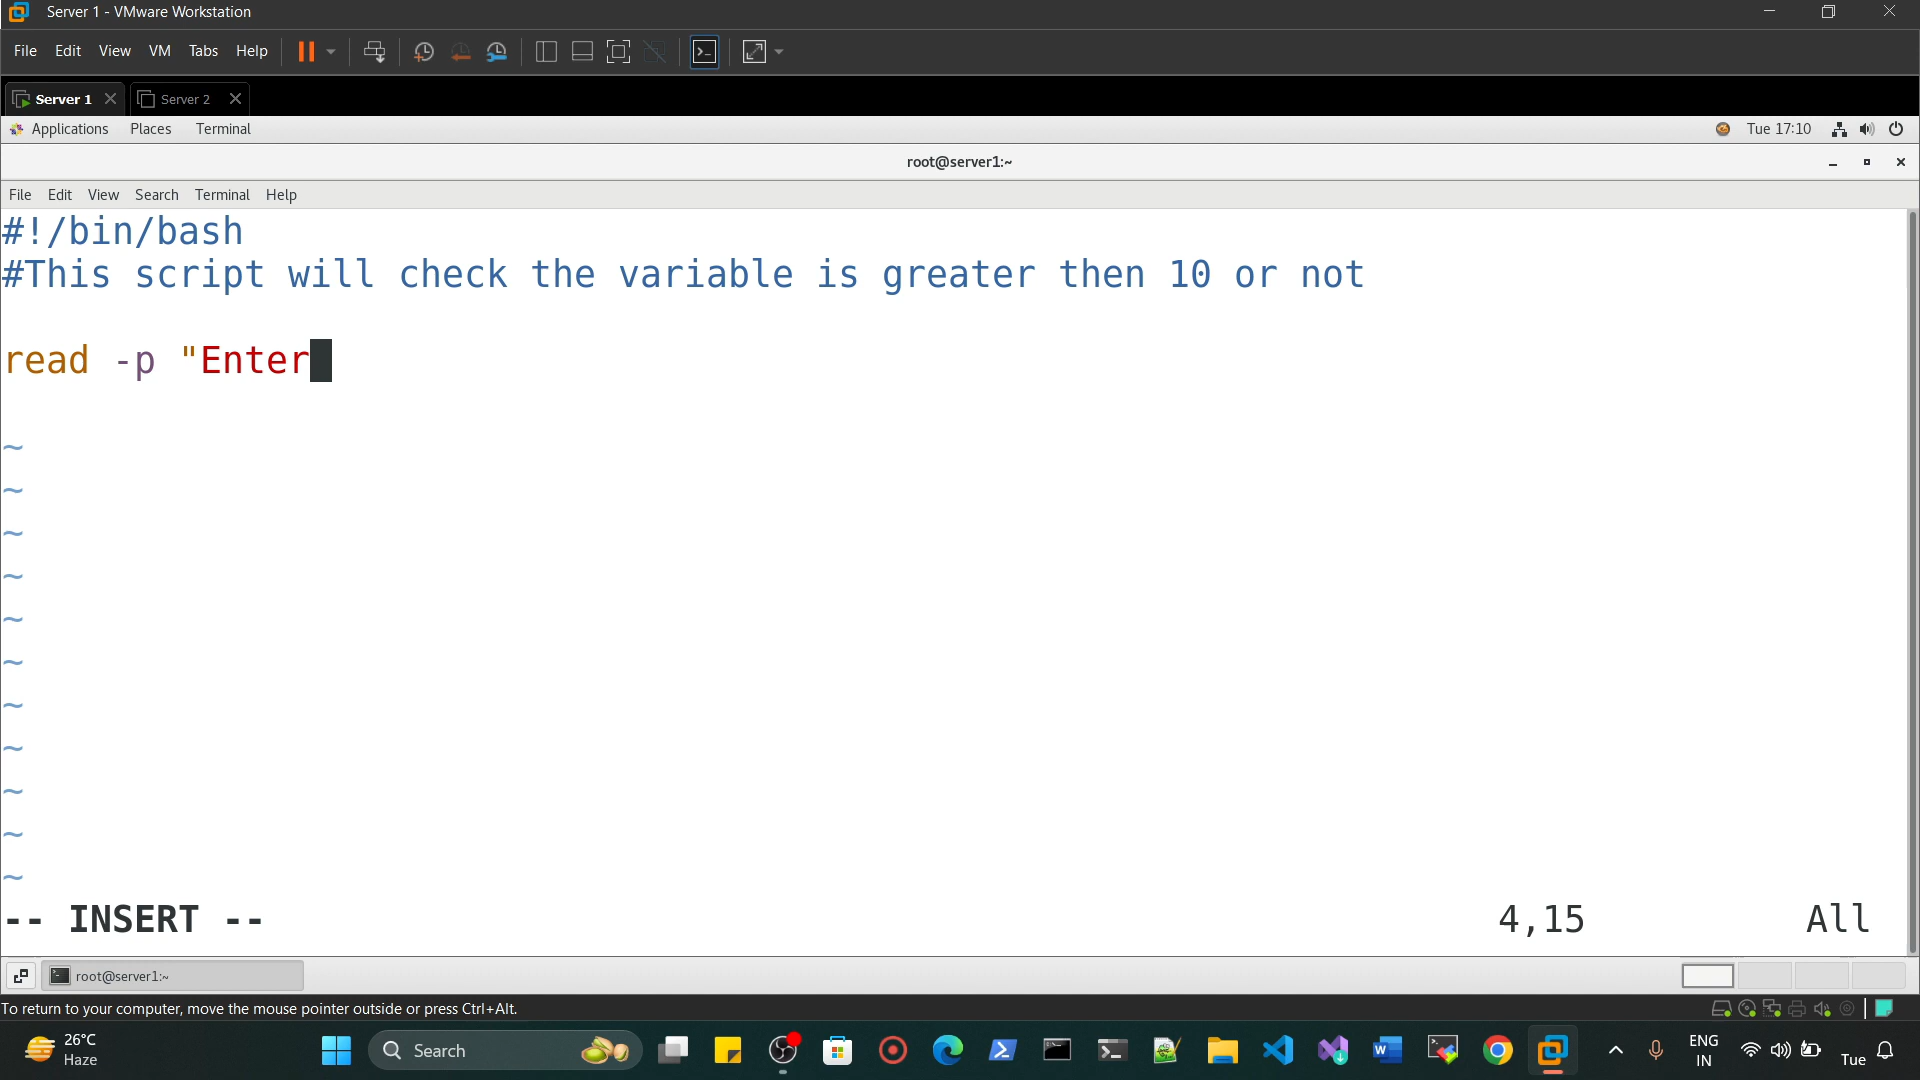 Server 1 - VMware Workstation
File Edit View VM Tabs Help
Server 1 Server 2
Applications Places Terminal Tue 17:10
root@server1:~
File Edit View Search Terminal Help
#!/bin/bash
#This script will check the variable is greater then 10 or not
read -p "Enter
~
~
~
~
~
~
~
~
~
~
~
-- INSERT -- 4,15 All
root@server1:~
To return to your computer, move the mouse pointer outside or press Ctrl+Alt.
26°C
Haze
Search
ENG
IN
Tue